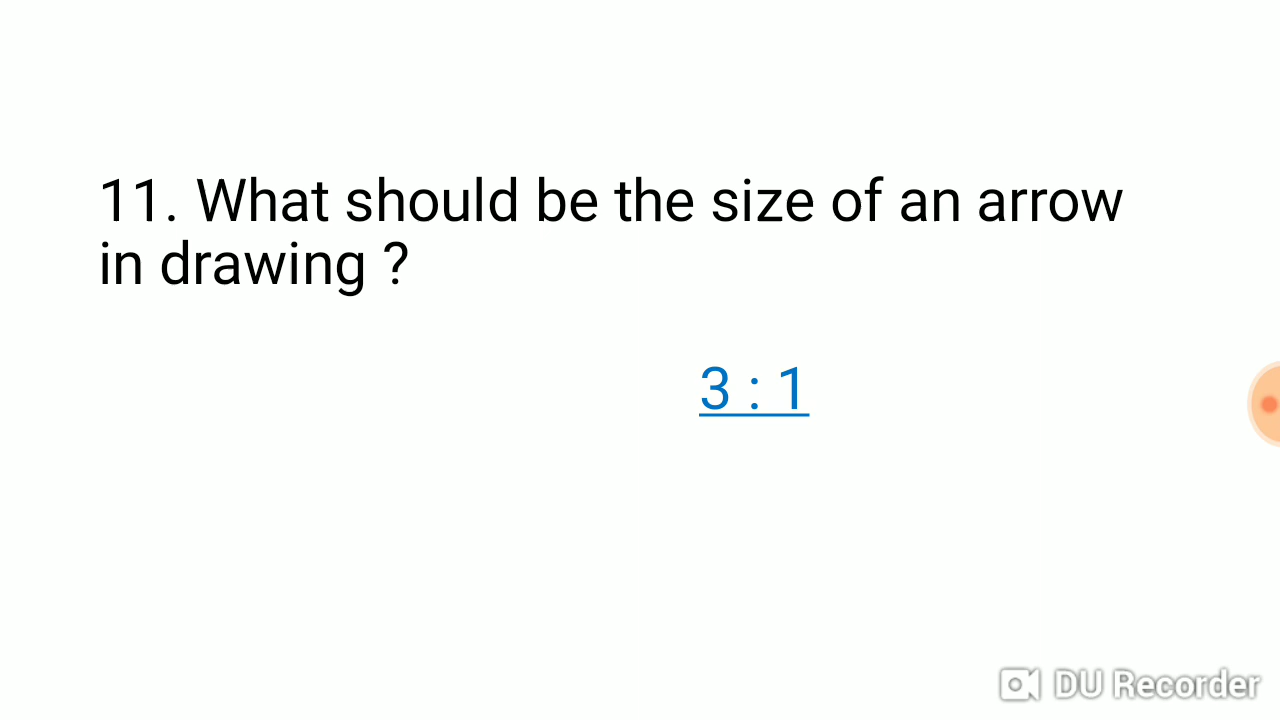 11. What should be the size of an arrow
in drawing ?
3 : 1
DU Recorder